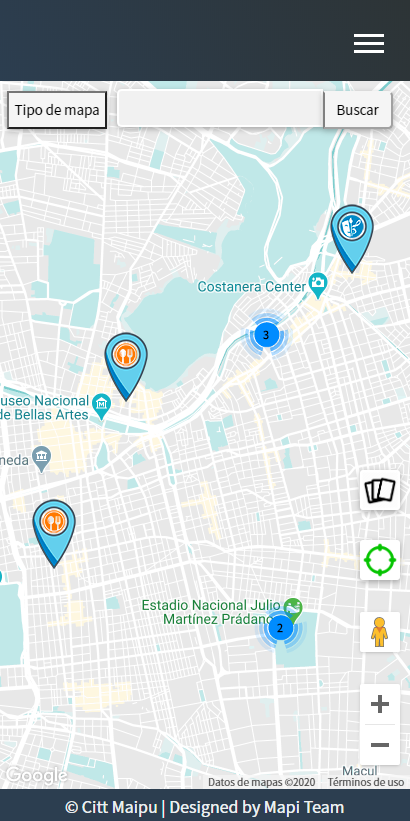 Tipo de mapa
Buscar
Costanera Center
3
useo Nacional
de Bellas Artes
neda
Estadio Nacional Julio
Martínez Prádano
2
Macul
Google
Datos de mapas ©2020
Términos de uso
© Citt Maipu | Designed by Mapi Team